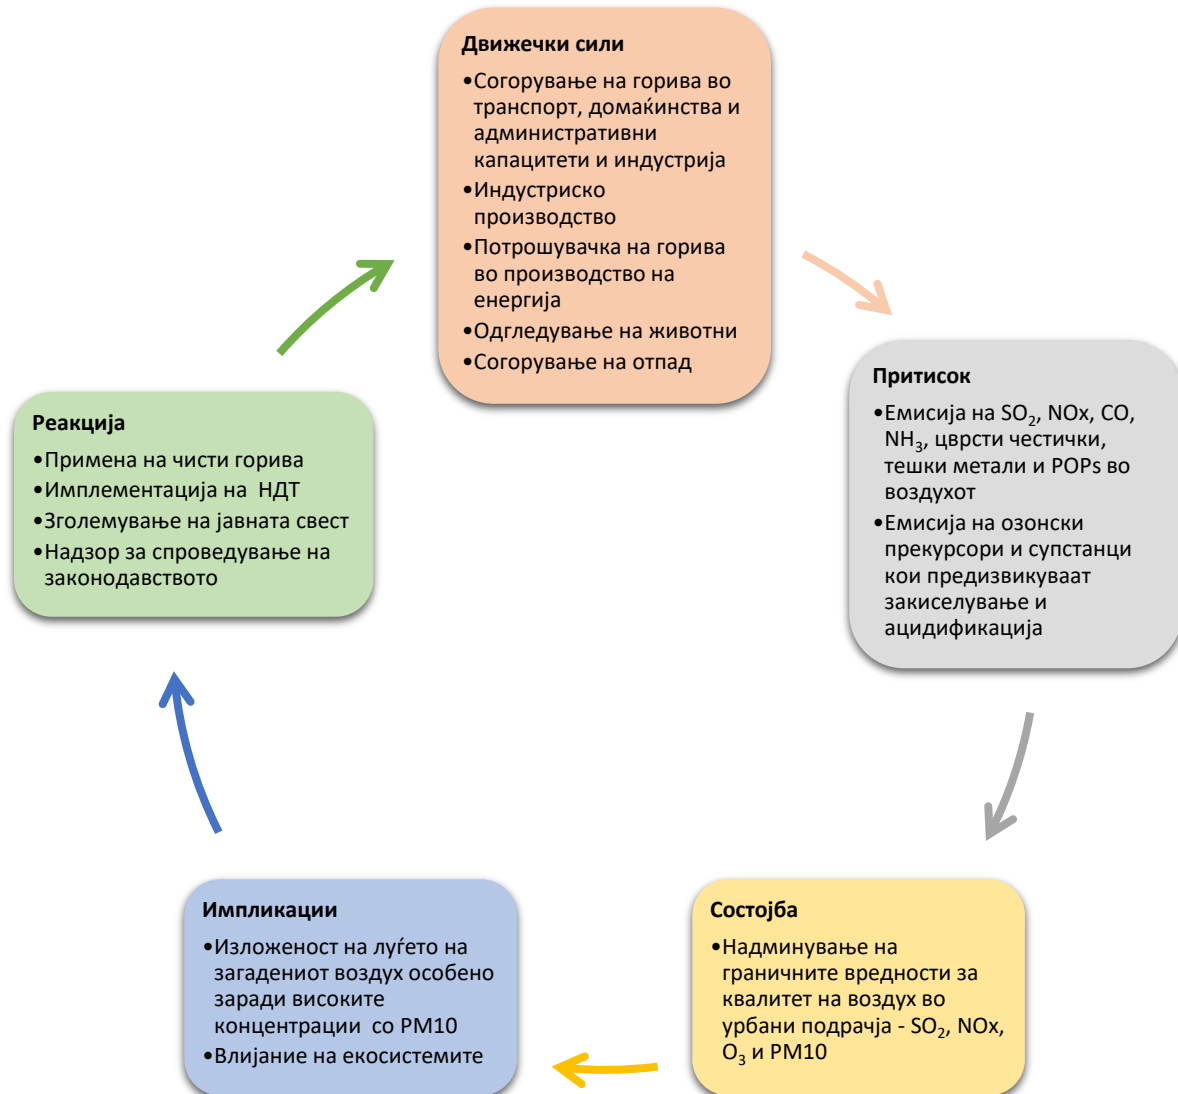 Движечки сили
•Согорување на горива во
транспорт, домаќинства и
административни
капацитети и индустрија
•Индустриско
производство
•Потрошувачка на горива
во производство на
енергија
•Одгледување на животни
•Согорување на отпад
Притисок
•Емисија на SO₂, NOx, CO,
NH₃, цврсти честички,
тешки метали и POPs во
воздухот
•Емисија на озонски
прекурсори и супстанци
кои предизвикуваат
закиселување и
ацидификација
Состојба
•Надминување на
граничните вредности за
квалитет на воздух во
урбани подрачја - SO₂, NOx,
O₃ и PM10
Импликации
•Изложеност на луѓето на
загадениот воздух особено
заради високите
концентрации со PM10
•Влијание на екосистемите
Реакција
•Примена на чисти горива
•Имплементација на НДТ
•Зголемување на јавната свест
•Надзор за спроведување на
законодавството